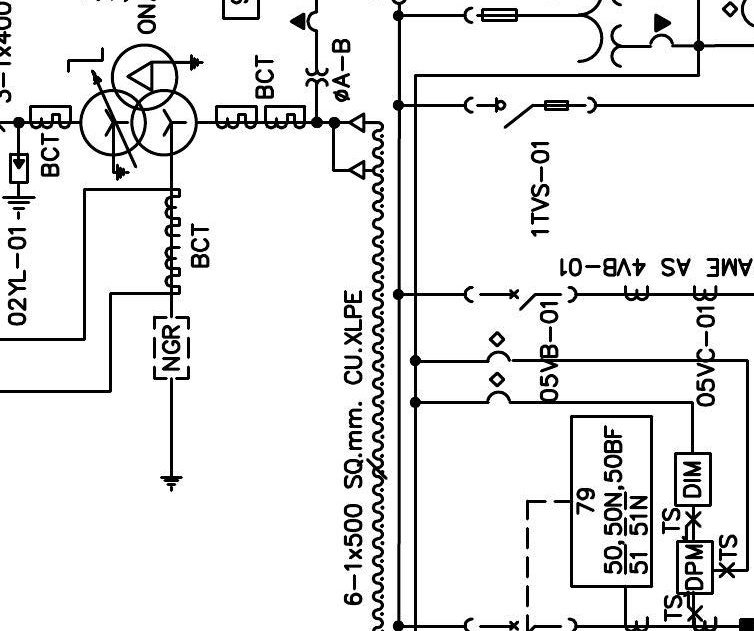 3-1x400
ON
BCT
BCT
øA-B
02YL-01
BCT
NGR
6-1x500 SQ.mm. CU.XLPE
1TVS-01
AME AS 4VB-01
05VB-01
05VC-01
79
50,50N,50BF
51 51N
DIM
TS
DPM
TS
TS